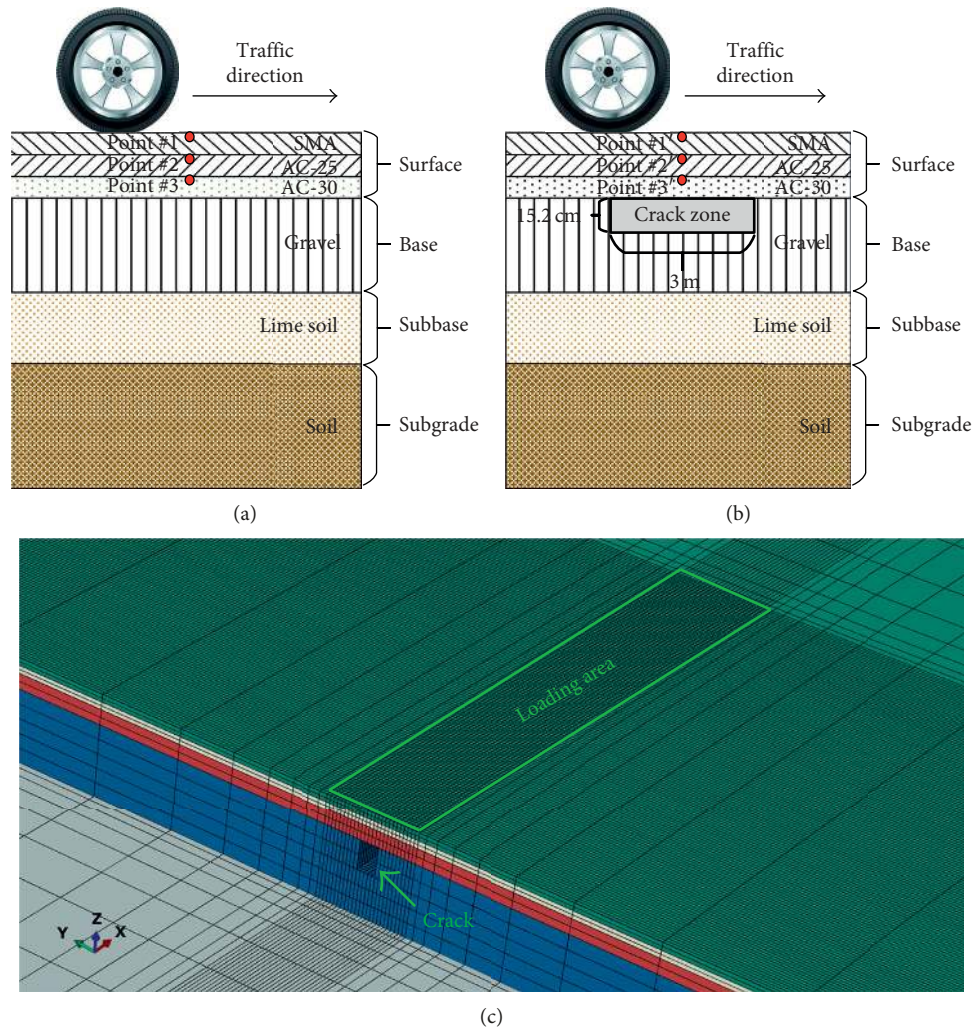 Traffic
direction
Point #1
SMA
Point #2
AC-25
Point #3
AC-30
Surface
Gravel
Base
Lime soil
Subbase
Soil
Subgrade
(a)
Traffic
direction
Point #1′
SMA
Point #2′
AC-25
Point #3′
AC-30
Surface
15.2 cm
Crack zone
Gravel
Base
3 m
Lime soil
Subbase
Soil
Subgrade
(b)
Loading area
Crack
Z
Y
X
(c)